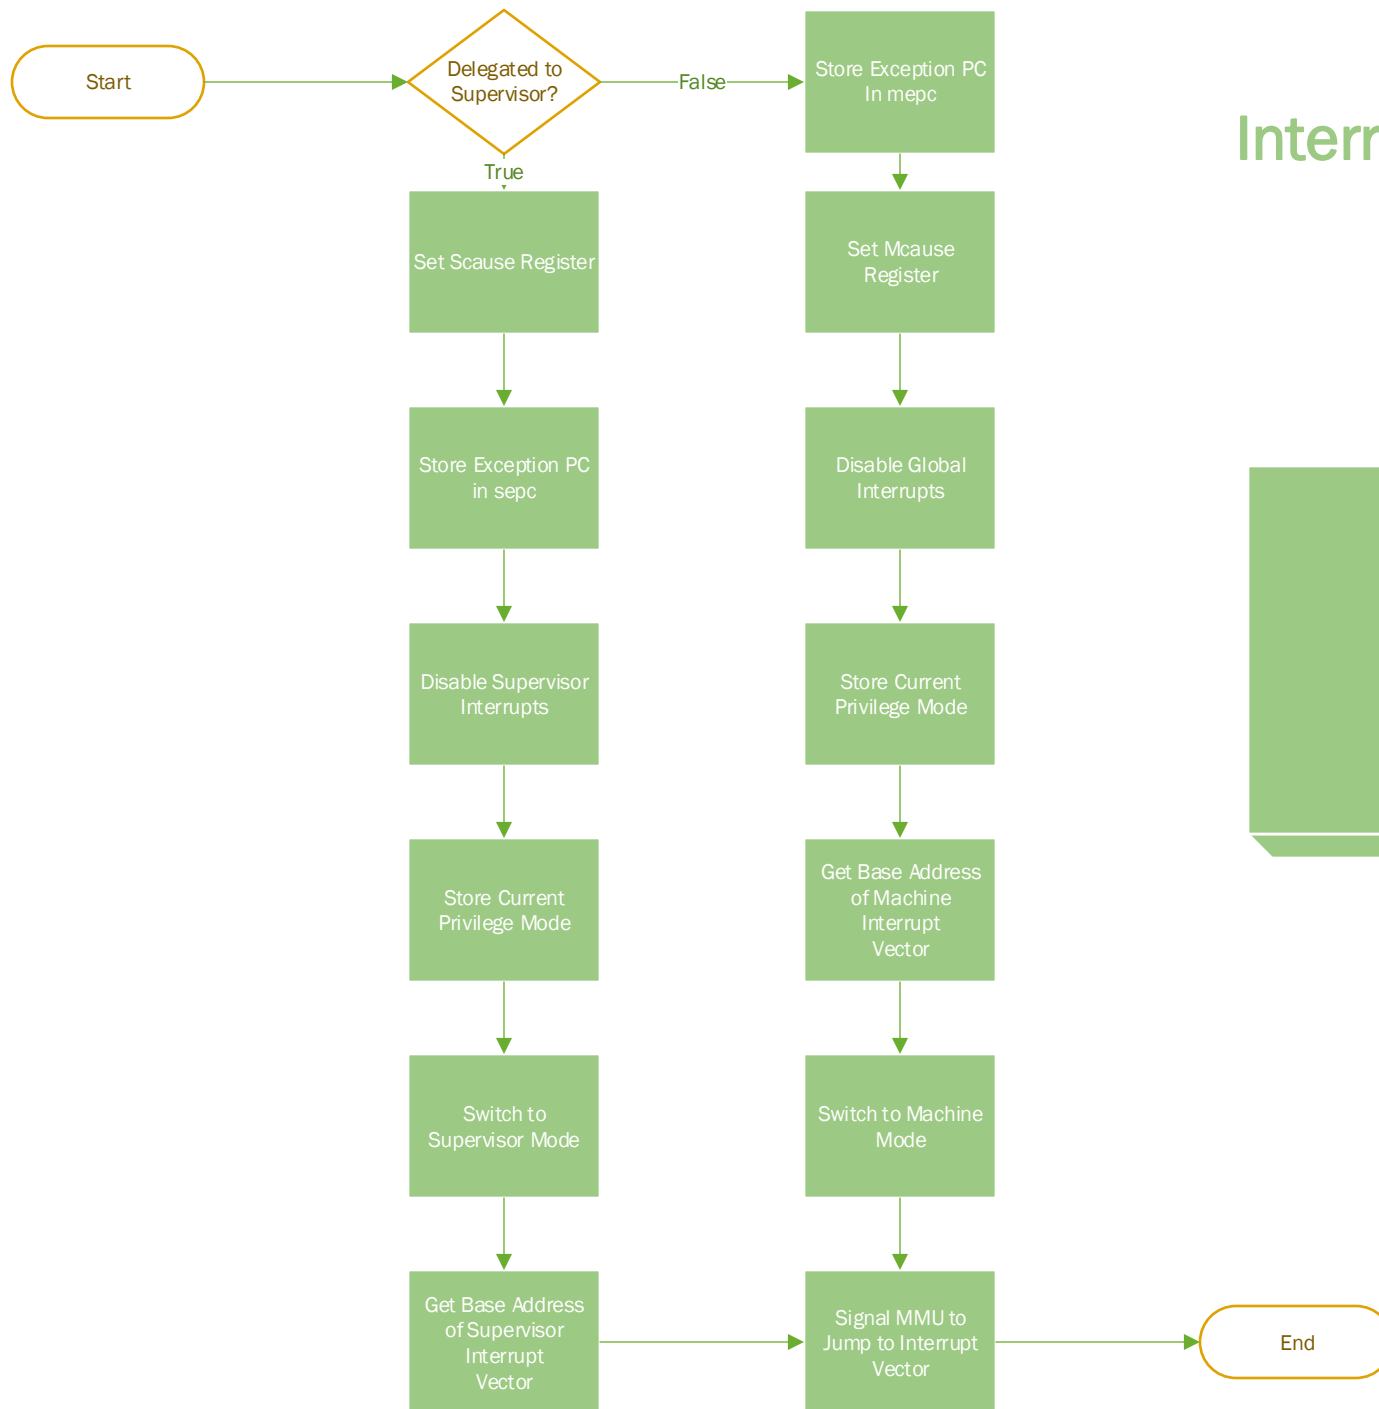 Start
Delegated to
Supervisor?
False
Store Exception PC
In mepc
Interr
True
Set Scause Register
Set Mcause
Register
Store Exception PC
in sepc
Disable Global
Interrupts
Disable Supervisor
Interrupts
Store Current
Privilege Mode
Store Current
Privilege Mode
Get Base Address
of Machine
Interrupt
Vector
Switch to
Supervisor Mode
Switch to Machine
Mode
Get Base Address
of Supervisor
Interrupt
Vector
Signal MMU to
Jump to Interrupt
Vector
End